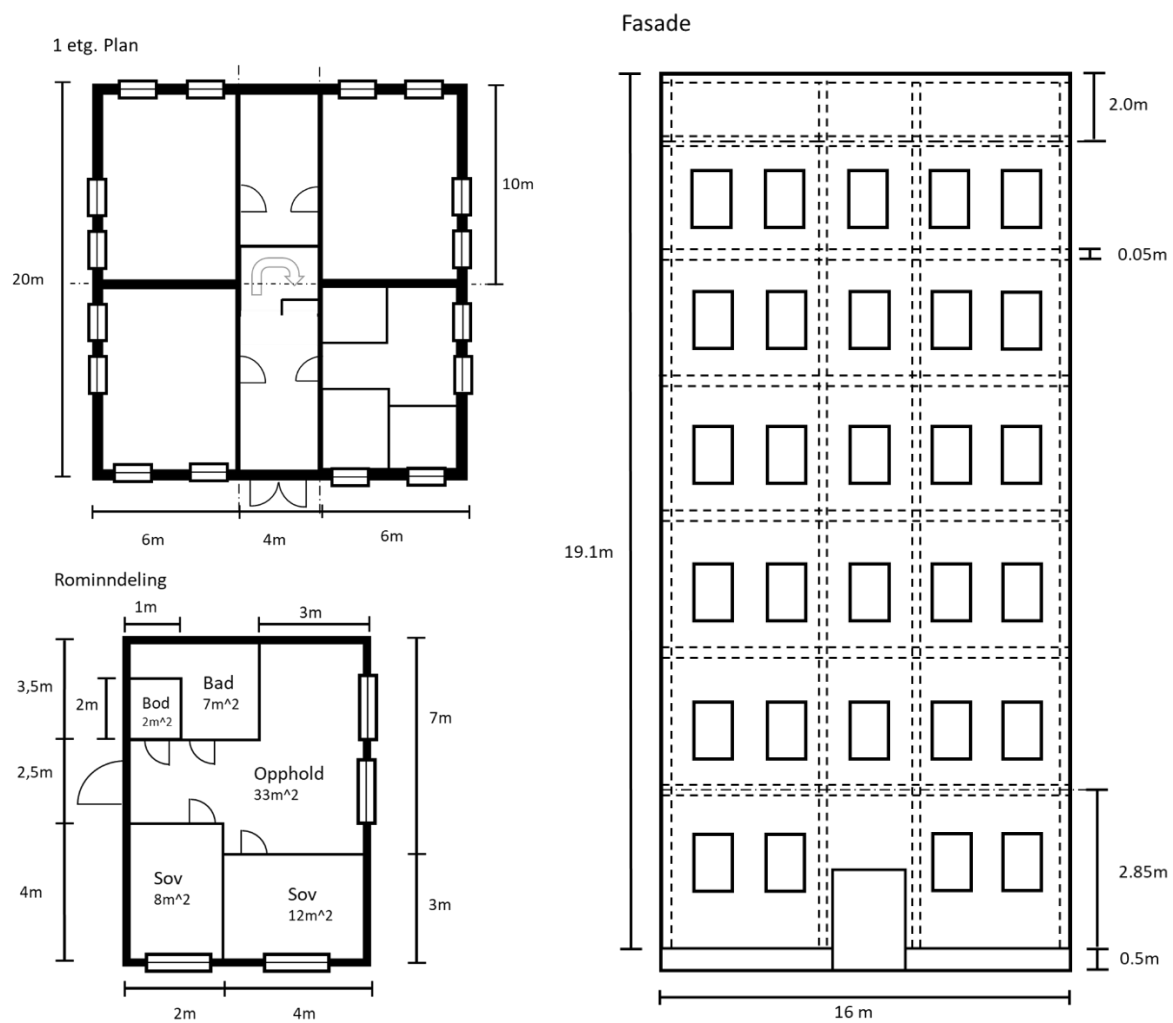 1 etg. Plan
20m
10m
6m
4m
6m
Rominndeling
1m
3m
3,5m
2m
Bod
2m^2
Bad
7m^2
7m
2,5m
Opphold
33m^2
4m
Sov
8m^2
Sov
12m^2
3m
2m
4m
Fasade
2.0m
0.05m
19.1m
2.85m
0.5m
16 m